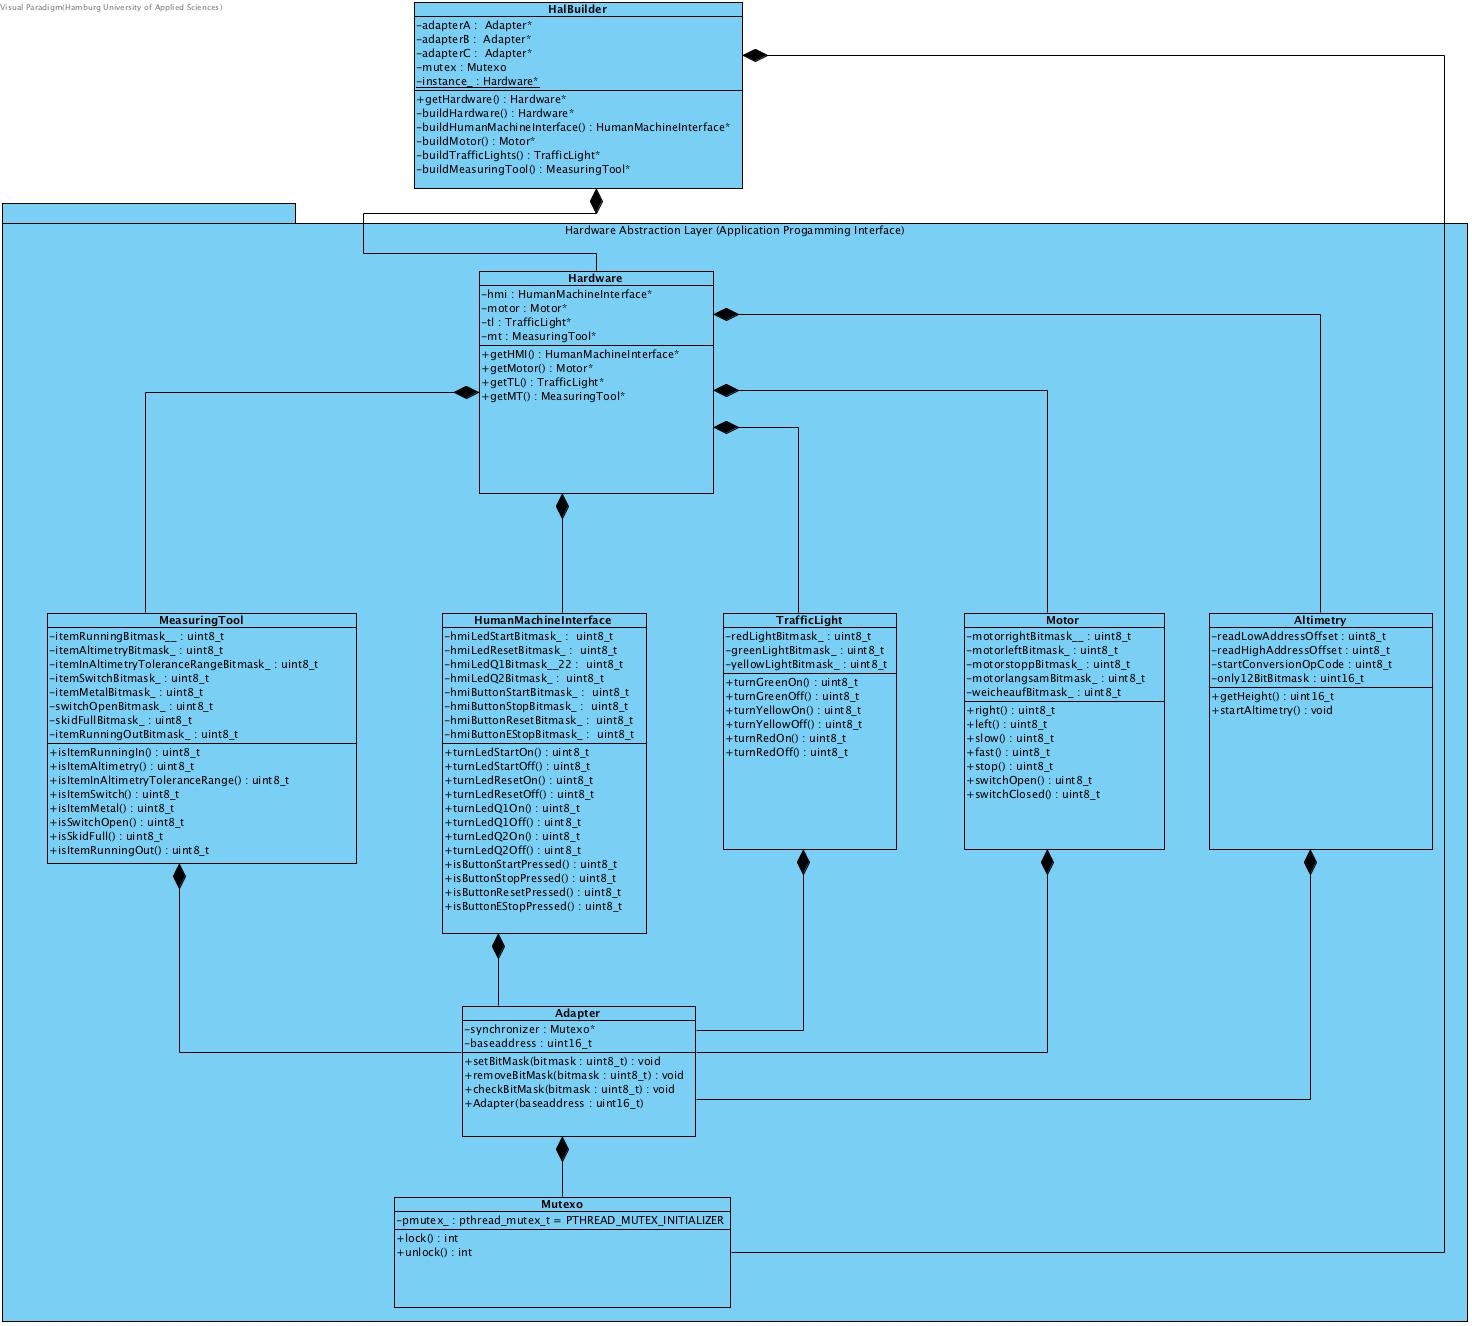 Visual Paradigm(Hamburg University of Applied Sciences)
HalBuilder
-adapterA : Adapter*
-adapterB : Adapter*
-adapterC : Adapter*
-mutex : Mutexo
-instance_ : Hardware*
+getHardware() : Hardware*
-buildHardware() : Hardware*
-buildHumanMachineInterface() : HumanMachineInterface*
-buildMotor() : Motor*
-buildTrafficLights() : TrafficLight*
-buildMeasuringTool() : MeasuringTool*
Hardware Abstraction Layer (Application Progamming Interface)
Hardware
-hmi : HumanMachineInterface*
-motor : Motor*
-tl : TrafficLight*
-mt : MeasuringTool*
+getHMI() : HumanMachineInterface*
+getMotor() : Motor*
+getTL() : TrafficLight*
+getMT() : MeasuringTool*
MeasuringTool
-itemRunningBitmask__ : uint8_t
-itemAltimetryBitmask_ : uint8_t
-itemInAltimetryToleranceRangeBitmask_ : uint8_t
-itemSwitchBitmask_ : uint8_t
-itemMetalBitmask_ : uint8_t
-switchOpenBitmask_ : uint8_t
-skidFullBitmask_ : uint8_t
-itemRunningOutBitmask_ : uint8_t
+isItemRunningIn() : uint8_t
+isItemAltimetry() : uint8_t
+isItemInAltimetryToleranceRange() : uint8_t
+isItemSwitch() : uint8_t
+isItemMetal() : uint8_t
+isSwitchOpen() : uint8_t
+isSkidFull() : uint8_t
+isItemRunningOut() : uint8_t
HumanMachineInterface
-hmiLedStartBitmask_ : uint8_t
-hmiLedResetBitmask_ : uint8_t
-hmiLedQ1Bitmask__22 : uint8_t
-hmiLedQ2Bitmask_ : uint8_t
-hmiButtonStartBitmask_ : uint8_t
-hmiButtonStopBitmask_ : uint8_t
-hmiButtonResetBitmask_ : uint8_t
-hmiButtonEStopBitmask_ : uint8_t
+turnLedStartOn() : uint8_t
+turnLedStartOff() : uint8_t
+turnLedResetOn() : uint8_t
+turnLedResetOff() : uint8_t
+turnLedQ1On() : uint8_t
+turnLedQ1Off() : uint8_t
+turnLedQ2On() : uint8_t
+turnLedQ2Off() : uint8_t
+isButtonStartPressed() : uint8_t
+isButtonStopPressed() : uint8_t
+isButtonResetPressed() : uint8_t
+isButtonEStopPressed() : uint8_t
TrafficLight
-redLightBitmask_ : uint8_t
-greenLightBitmask_ : uint8_t
-yellowLightBitmask_ : uint8_t
+turnGreenOn() : uint8_t
+turnGreenOff() : uint8_t
+turnYellowOn() : uint8_t
+turnYellowOff() : uint8_t
+turnRedOn() : uint8_t
+turnRedOff() : uint8_t
Motor
-motorrightBitmask__ : uint8_t
-motorleftBitmask_ : uint8_t
-motorstoppBitmask_ : uint8_t
-motorlangsamBitmask_ : uint8_t
-weicheaufBitmask_ : uint8_t
+right() : uint8_t
+left() : uint8_t
+slow() : uint8_t
+fast() : uint8_t
+stop() : uint8_t
+switchOpen() : uint8_t
+switchClosed() : uint8_t
Altimetry
-readLowAddressOffset : uint8_t
-readHighAddressOffset : uint8_t
-startConversionOpCode : uint8_t
-only12BitBitmask : uint16_t
+getHeight() : uint16_t
+startAltimetry() : void
Adapter
-synchronizer : Mutexo*
-baseaddress : uint16_t
+setBitMask(bitmask : uint8_t) : void
+removeBitMask(bitmask : uint8_t) : void
+checkBitMask(bitmask : uint8_t) : void
+Adapter(baseaddress : uint16_t)
Mutexo
-pmutex_ : pthread_mutex_t = PTHREAD_MUTEX_INITIALIZER
+lock() : int
+unlock() : int